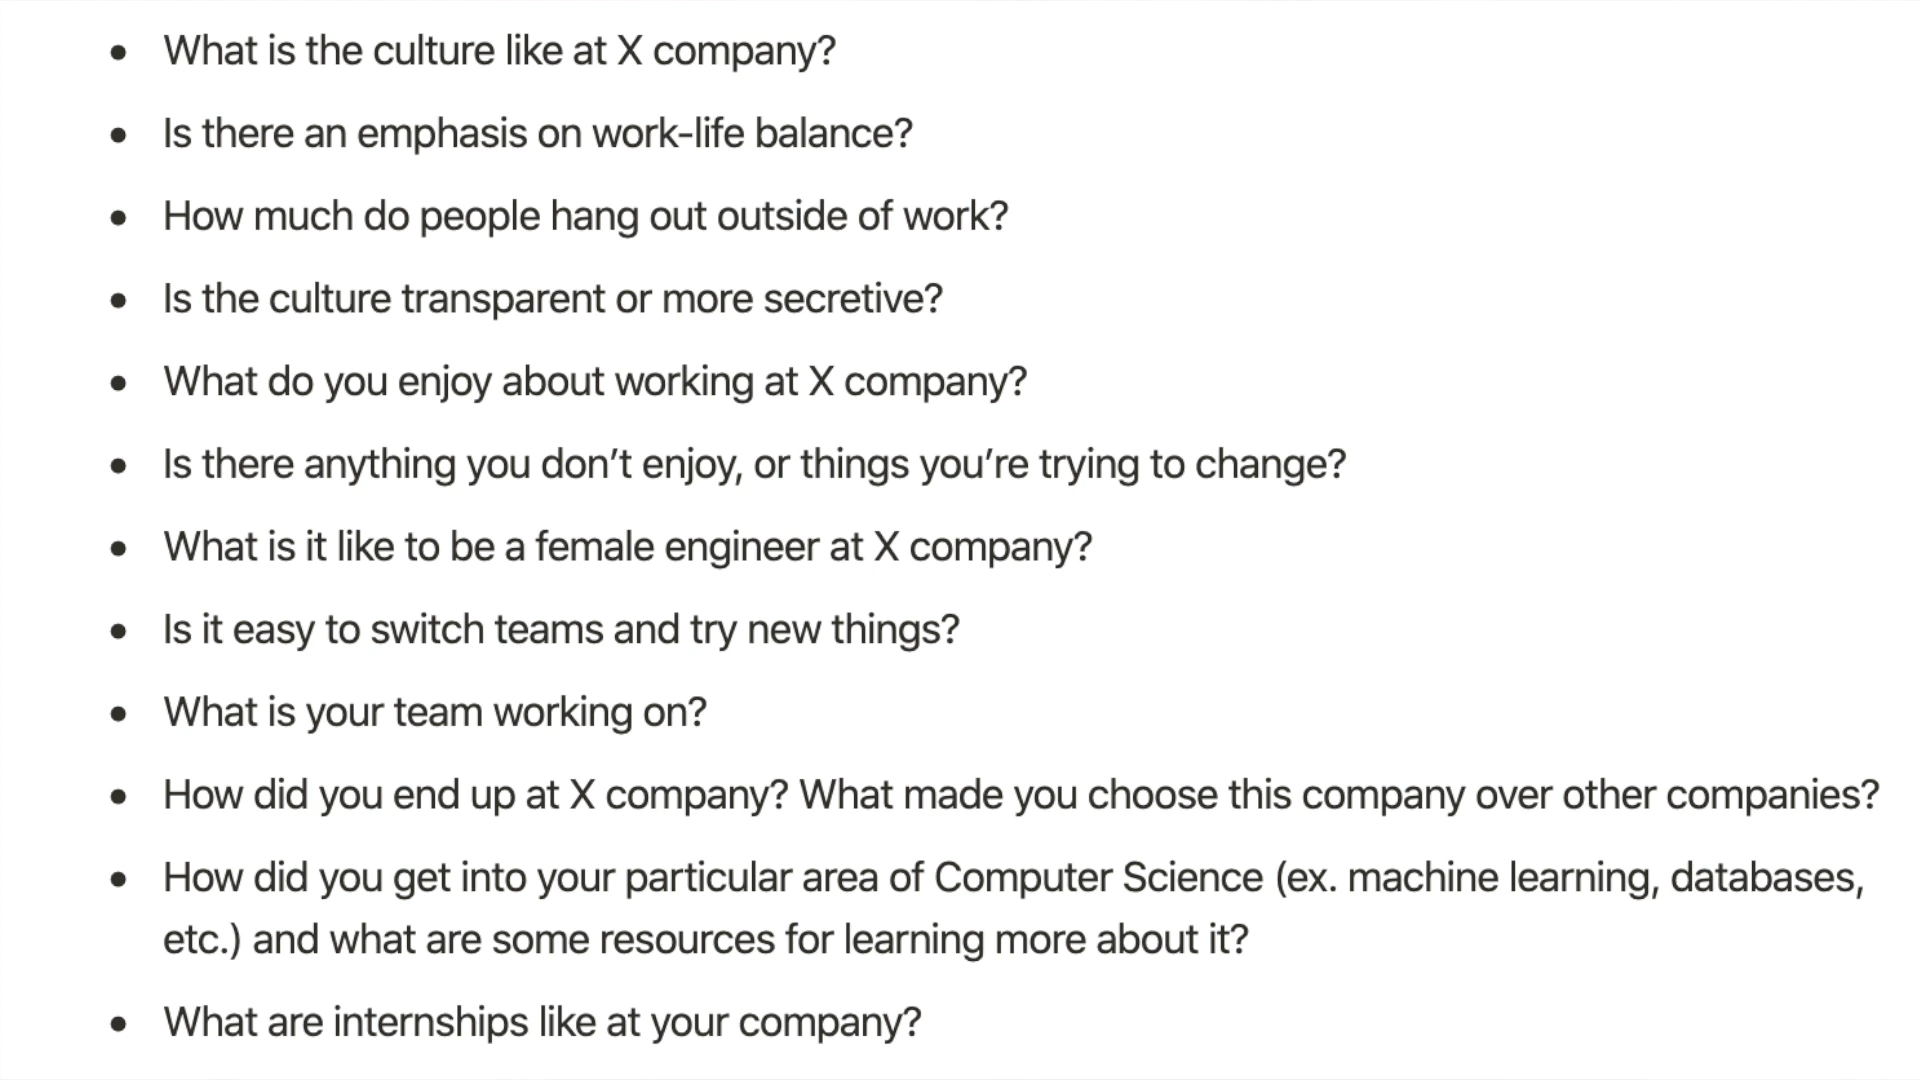 • What is the culture like at X company?
• Is there an emphasis on work-life balance?
• How much do people hang out outside of work?
• Is the culture transparent or more secretive?
• What do you enjoy about working at X company?
• Is there anything you don’t enjoy, or things you’re trying to change?
• What is it like to be a female engineer at X company?
• Is it easy to switch teams and try new things?
• What is your team working on?
• How did you end up at X company? What made you choose this company over other companies?
• How did you get into your particular area of Computer Science (ex. machine learning, databases,
etc.) and what are some resources for learning more about it?
• What are internships like at your company?